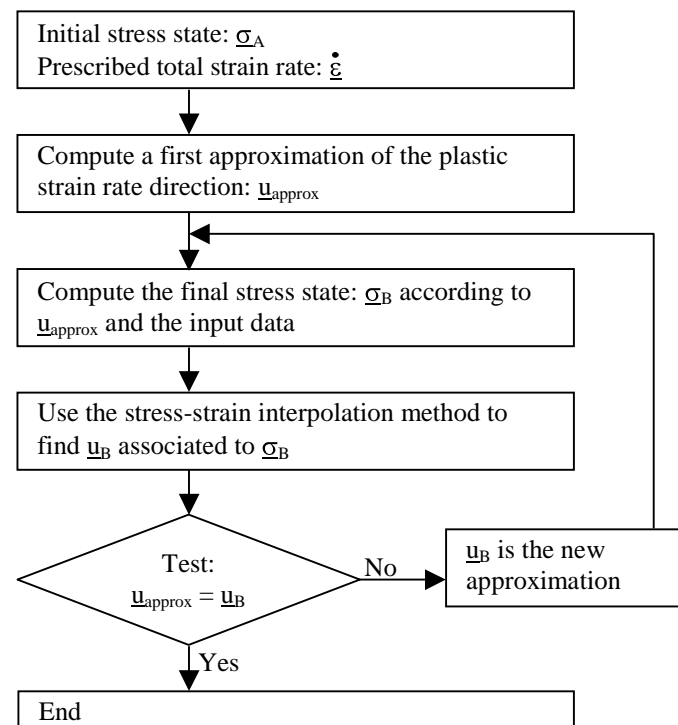 Initial stress state: σA
Prescribed total strain rate: ε̇
Compute a first approximation of the plastic
strain rate direction: uapprox
Compute the final stress state: σB according to
uapprox and the input data
Use the stress-strain interpolation method to
find uB associated to σB
Test:
uapprox = uB
No
uB is the new
approximation
Yes
End